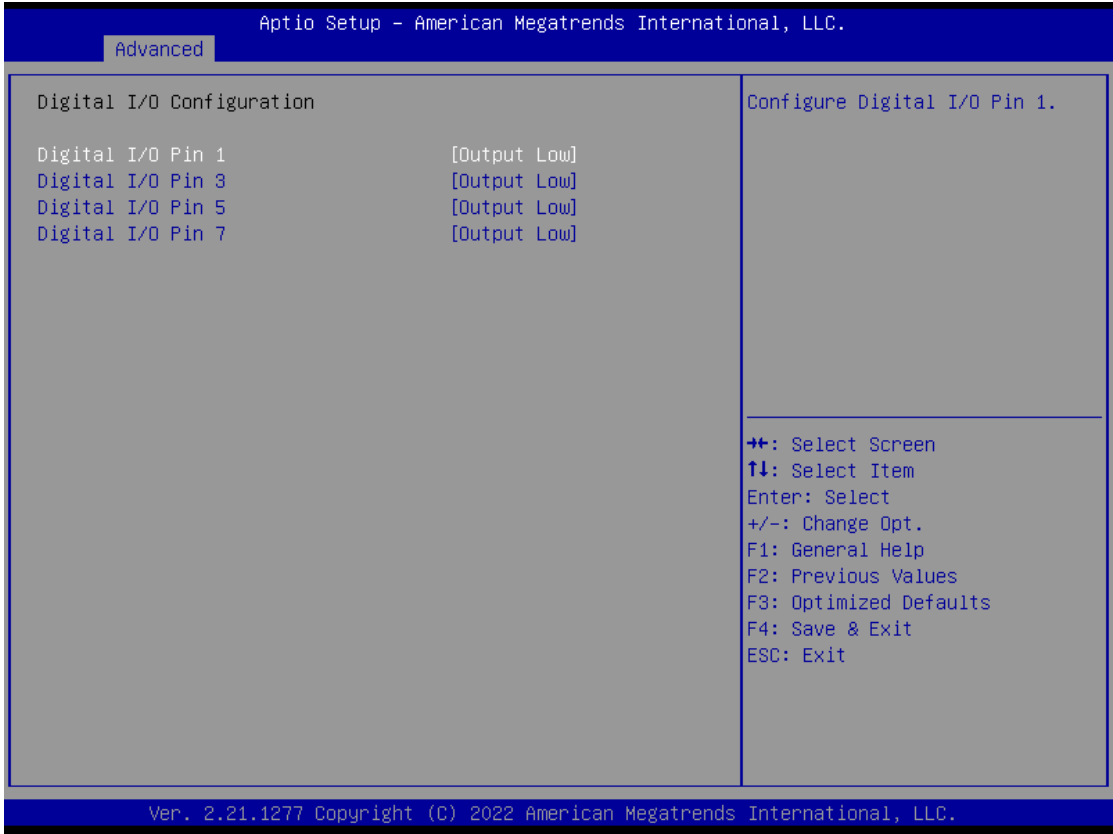 Aptio Setup – American Megatrends International, LLC.
Advanced
Digital I/O Configuration
Digital I/O Pin 1 [Output Low]
Digital I/O Pin 3 [Output Low]
Digital I/O Pin 5 [Output Low]
Digital I/O Pin 7 [Output Low]
Configure Digital I/O Pin 1.
→←: Select Screen
↑↓: Select Item
Enter: Select
+/-: Change Opt.
F1: General Help
F2: Previous Values
F3: Optimized Defaults
F4: Save & Exit
ESC: Exit
Ver. 2.21.1277 Copyright (C) 2022 American Megatrends International, LLC.